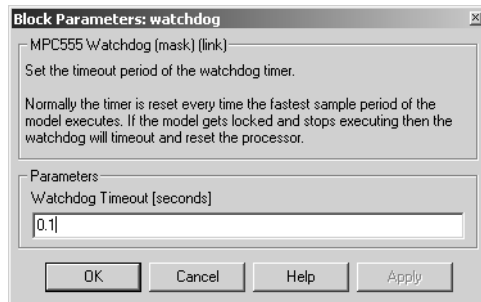 Block Parameters: watchdog
MPC555 Watchdog (mask) (link)
Set the timeout period of the watchdog timer.
Normally the timer is reset every time the fastest sample period of the
model executes. If the model gets locked and stops executing then the
watchdog will timeout and reset the processor.
Parameters
Watchdog Timeout [seconds]
0.1
OK Cancel Help Apply